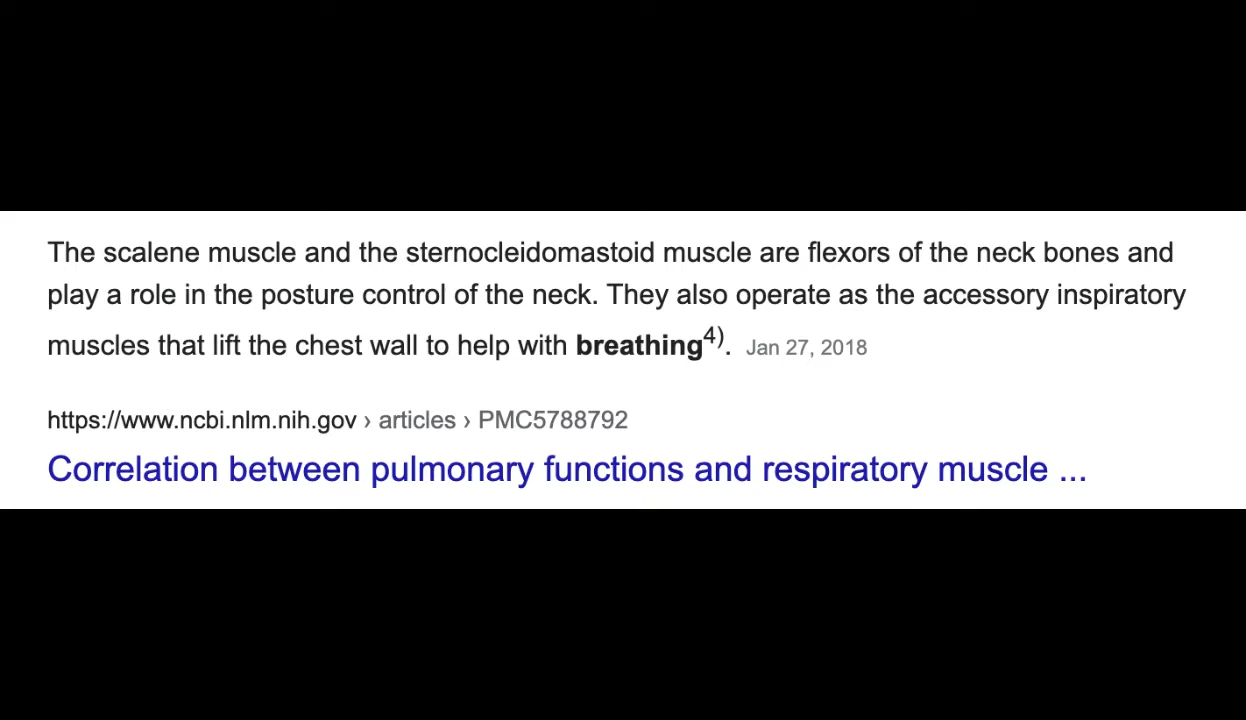 The scalene muscle and the sternocleidomastoid muscle are flexors of the neck bones and
play a role in the posture control of the neck. They also operate as the accessory inspiratory
muscles that lift the chest wall to help with breathing4). Jan 27, 2018
https://www.ncbi.nlm.nih.gov › articles › PMC5788792
Correlation between pulmonary functions and respiratory muscle ...